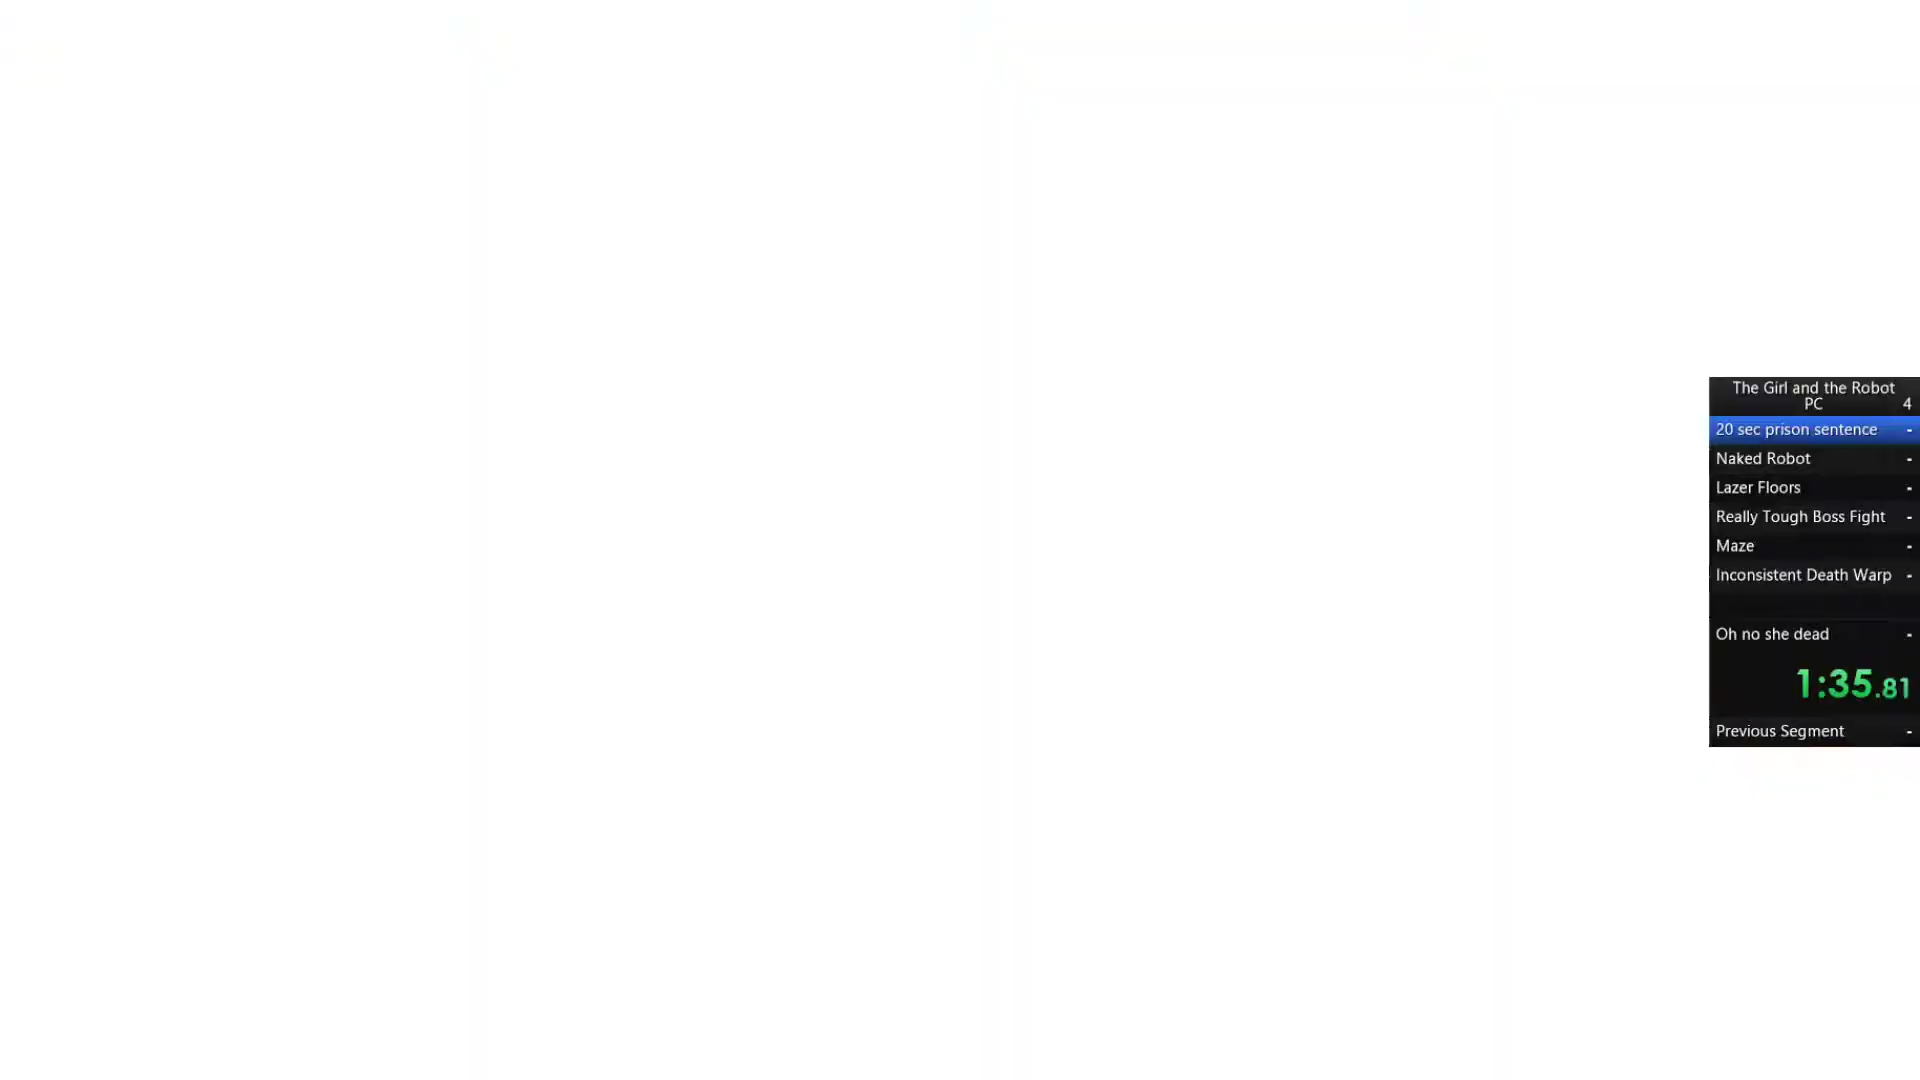 The Girl and the Robot
PC 4
20 sec prison sentence -
Naked Robot -
Lazer Floors -
Really Tough Boss Fight -
Maze -
Inconsistent Death Warp -
Oh no she dead -
1:35.81
Previous Segment -